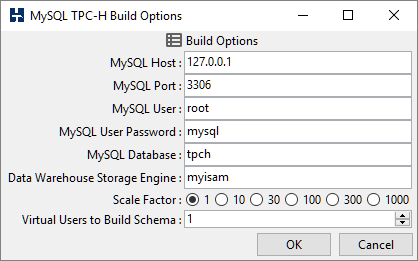 MySQL TPC-H Build Options
Build Options
MySQL Host : 127.0.0.1
MySQL Port : 3306
MySQL User : root
MySQL User Password : mysql
MySQL Database : tpch
Data Warehouse Storage Engine : myisam
Scale Factor : 1 10 30 100 300 1000
Virtual Users to Build Schema : 1
OK Cancel